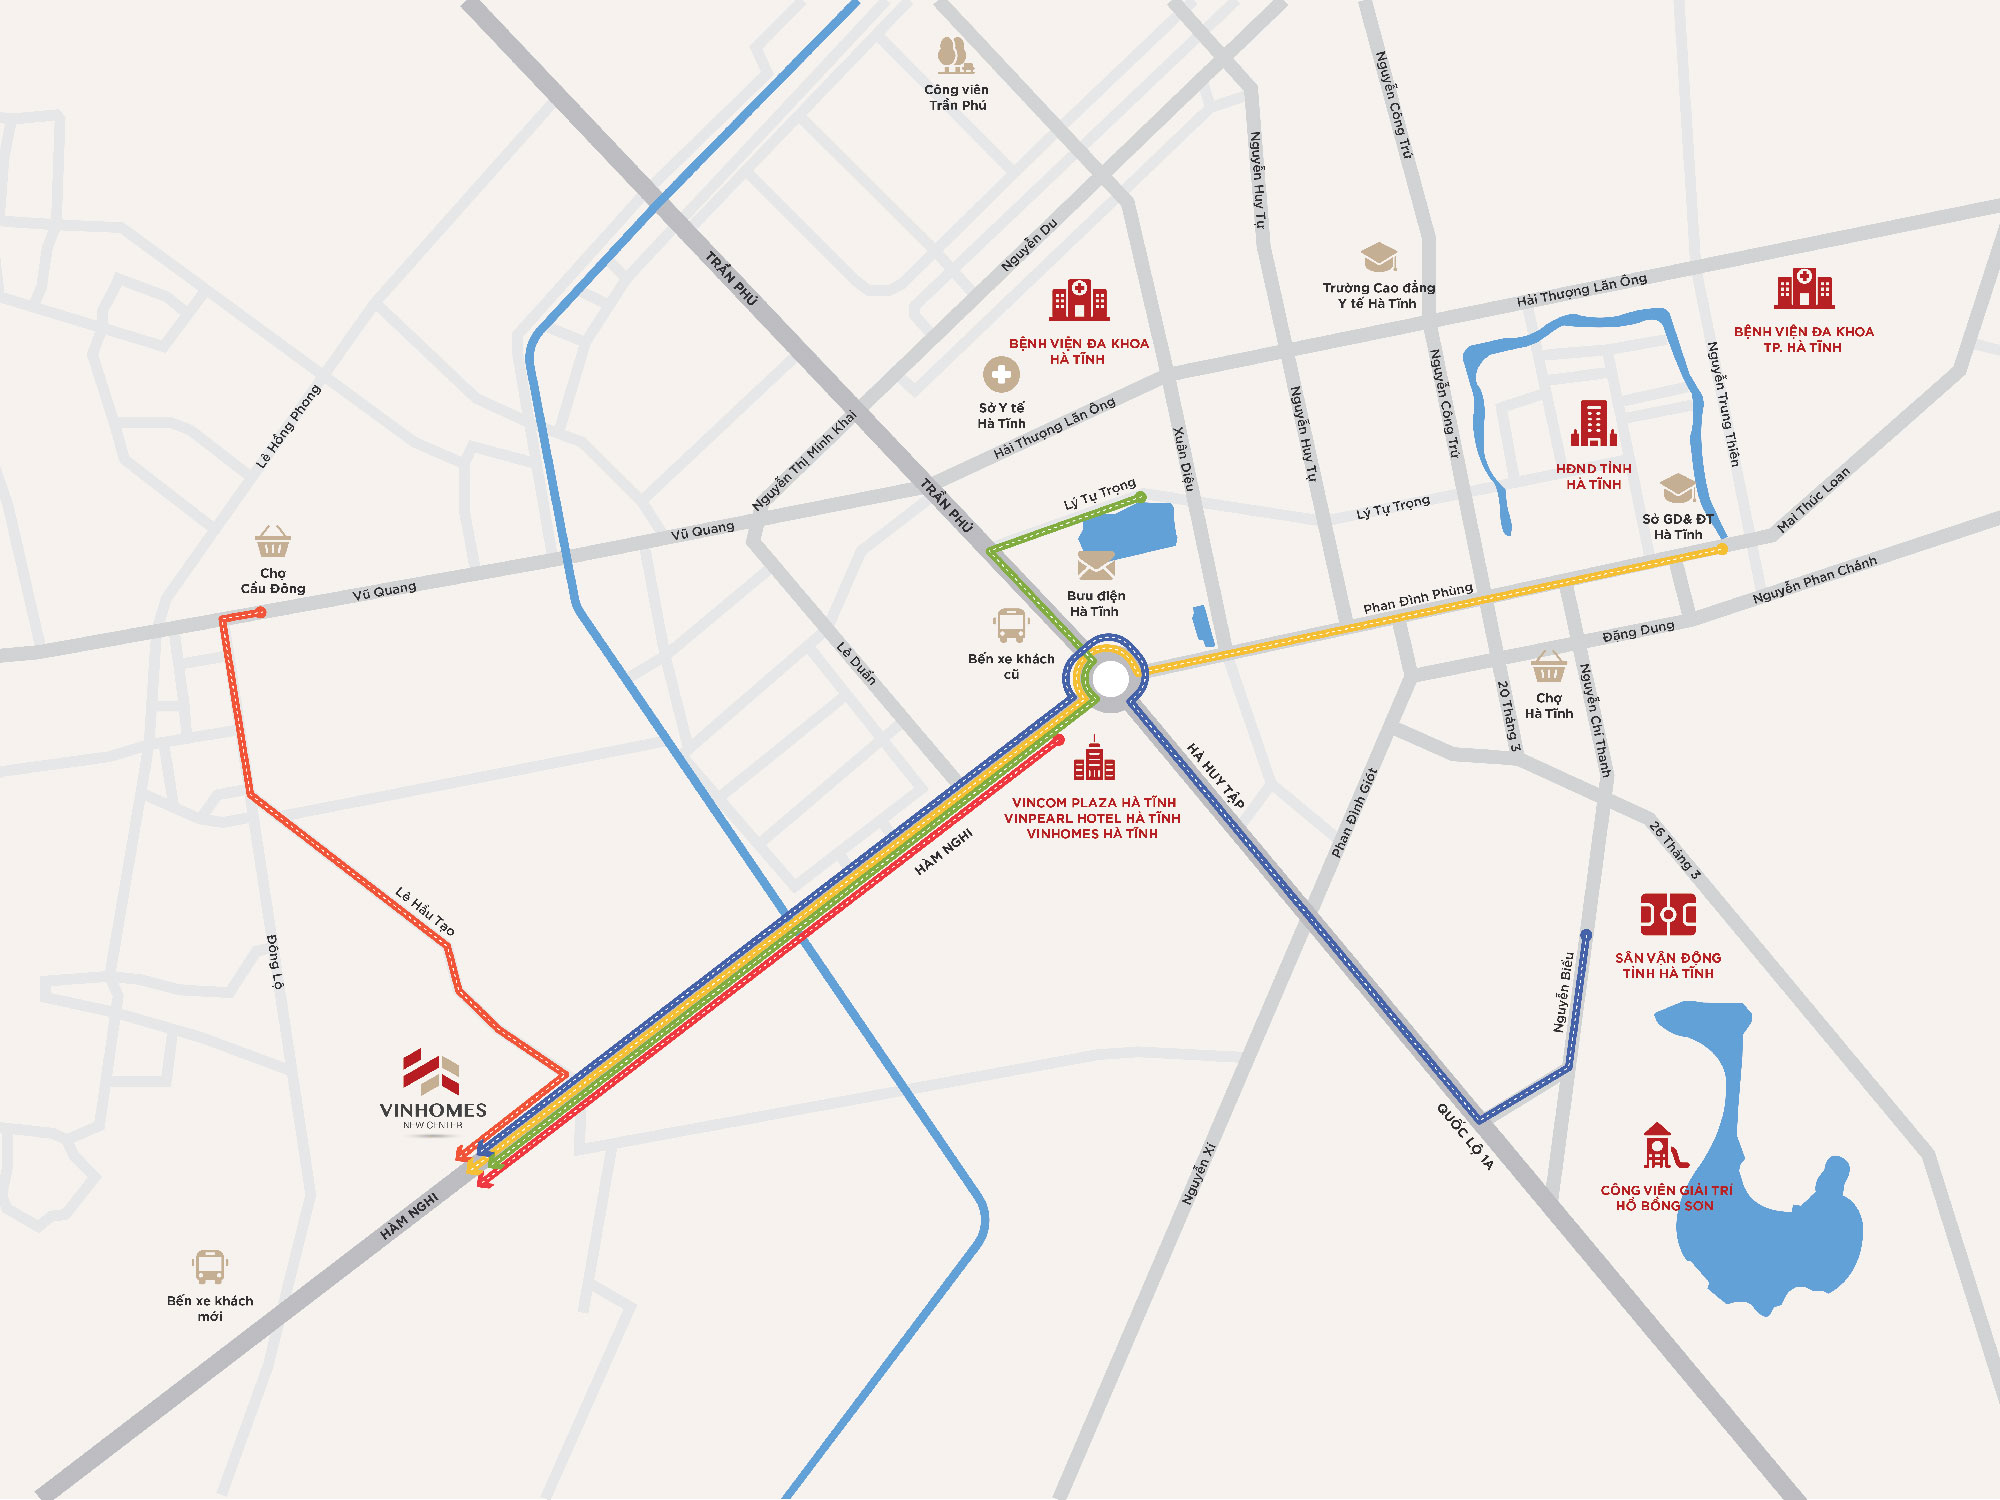 Công viên
Trần Phú
Nguyễn Công Trứ
Nguyễn Huy Tự
Nguyễn Du
TRẦN PHÚ
Trường Cao đẳng
Y tế Hà Tĩnh
Hải Thượng Lãn Ông
BỆNH VIỆN ĐA KHOA
HÀ TĨNH
BỆNH VIỆN ĐA KHOA
TP. HÀ TĨNH
Sở Y tế
Hà Tĩnh
Hải Thượng Lãn Ông
Lê Hồng Phong
Nguyễn Thị Minh Khai
Xuân Diệu
Nguyễn Huy Tự
Nguyễn Công Trứ
Nguyễn Trung Thiên
HĐND TỈNH
HÀ TĨNH
TRẦN PHÚ
Lý Tự Trọng
Lý Tự Trọng
Sở GD& ĐT
Hà Tĩnh
Mai Thúc Loan
Vũ Quang
Chợ
Cầu Đông
Vũ Quang
Bưu điện
Hà Tĩnh
Phan Đình Phùng
Nguyễn Phan Chánh
Đặng Dung
Bến xe khách
cũ
Lê Duẩn
Chợ
Hà Tĩnh
20 Tháng 3
Nguyễn Chí Thanh
HÀ HUY TẬP
VINCOM PLAZA HÀ TĨNH
VINPEARL HOTEL HÀ TĨNH
VINHOMES HÀ TĨNH
HÀM NGHI
Phan Đình Giót
26 Tháng 3
Lê Hầu Tạo
Đồng Lộ
SÂN VẬN ĐỘNG
TỈNH HÀ TĨNH
Nguyễn Biểu
VINHOMES
NEW CENTER
QUỐC LỘ 1A
Nguyễn Xí
CÔNG VIÊN GIẢI TRÍ
HỒ BỒNG SƠN
HÀM NGHI
Bến xe khách
mới